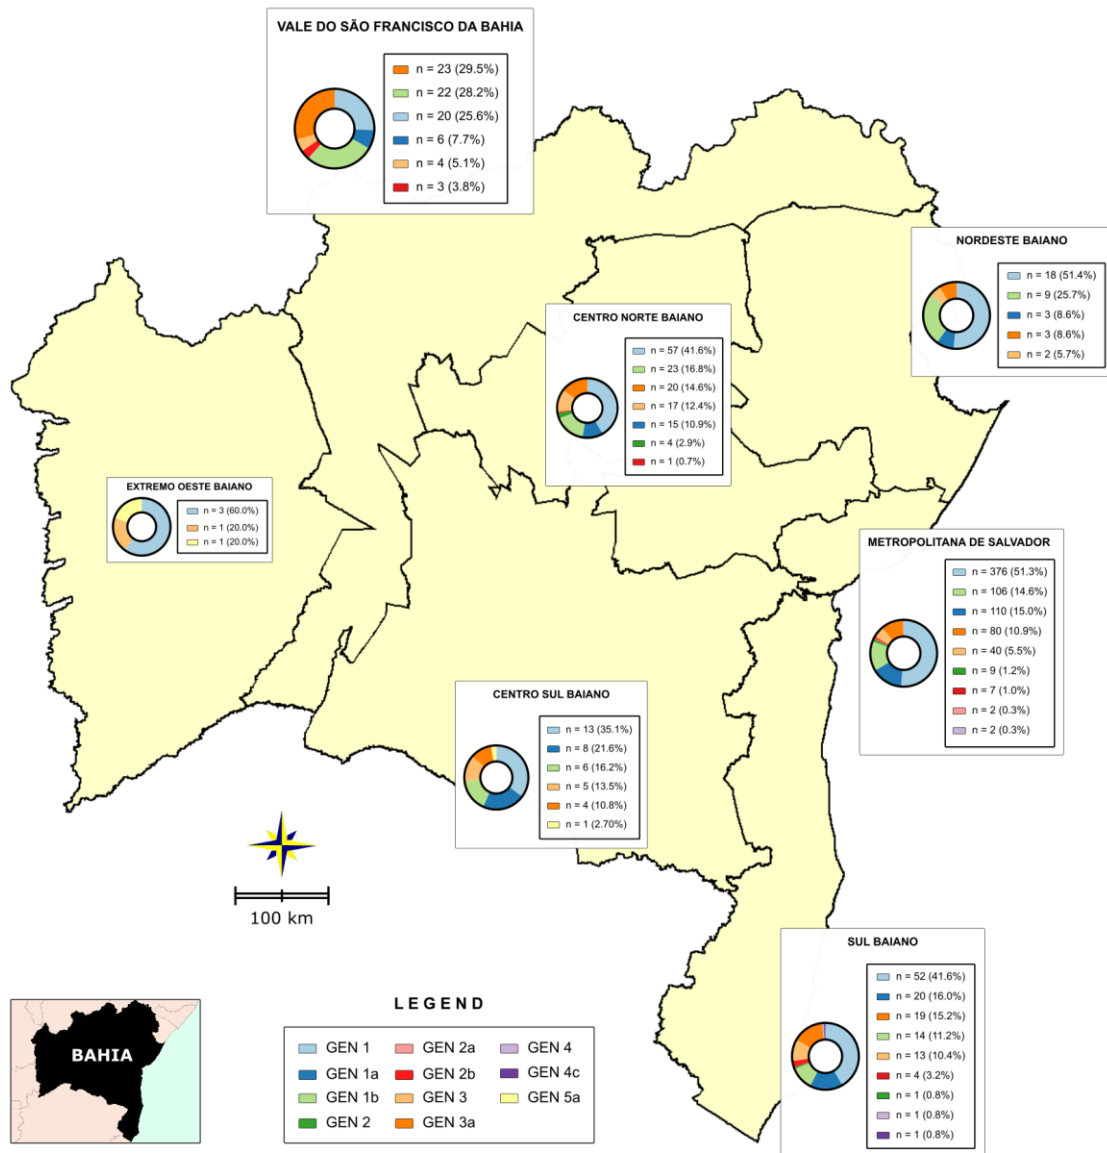 VALE DO SÃO FRANCISCO DA BAHIA
n = 23 (29.5%)
n = 22 (28.2%)
n = 20 (25.6%)
n = 6 (7.7%)
n = 4 (5.1%)
n = 3 (3.8%)
NORDESTE BAIANO
n = 18 (51.4%)
n = 9 (25.7%)
n = 3 (8.6%)
n = 3 (8.6%)
n = 2 (5.7%)
CENTRO NORTE BAIANO
n = 57 (41.6%)
n = 23 (16.8%)
n = 20 (14.6%)
n = 17 (12.4%)
n = 15 (10.9%)
n = 4 (2.9%)
n = 1 (0.7%)
EXTREMO OESTE BAIANO
n = 3 (60.0%)
n = 1 (20.0%)
n = 1 (20.0%)
METROPOLITANA DE SALVADOR
n = 376 (51.3%)
n = 106 (14.6%)
n = 110 (15.0%)
n = 80 (10.9%)
n = 40 (5.5%)
n = 9 (1.2%)
n = 7 (1.0%)
n = 2 (0.3%)
n = 2 (0.3%)
CENTRO SUL BAIANO
n = 13 (35.1%)
n = 8 (21.6%)
n = 6 (16.2%)
n = 5 (13.5%)
n = 4 (10.8%)
n = 1 (2.70%)
100 km
SUL BAIANO
n = 52 (41.6%)
n = 20 (16.0%)
n = 19 (15.2%)
n = 14 (11.2%)
n = 13 (10.4%)
n = 4 (3.2%)
n = 1 (0.8%)
n = 1 (0.8%)
n = 1 (0.8%)
BAHIA
LEGEND
GEN 1 GEN 2a GEN 4
GEN 1a GEN 2b GEN 4c
GEN 1b GEN 3 GEN 5a
GEN 2 GEN 3a